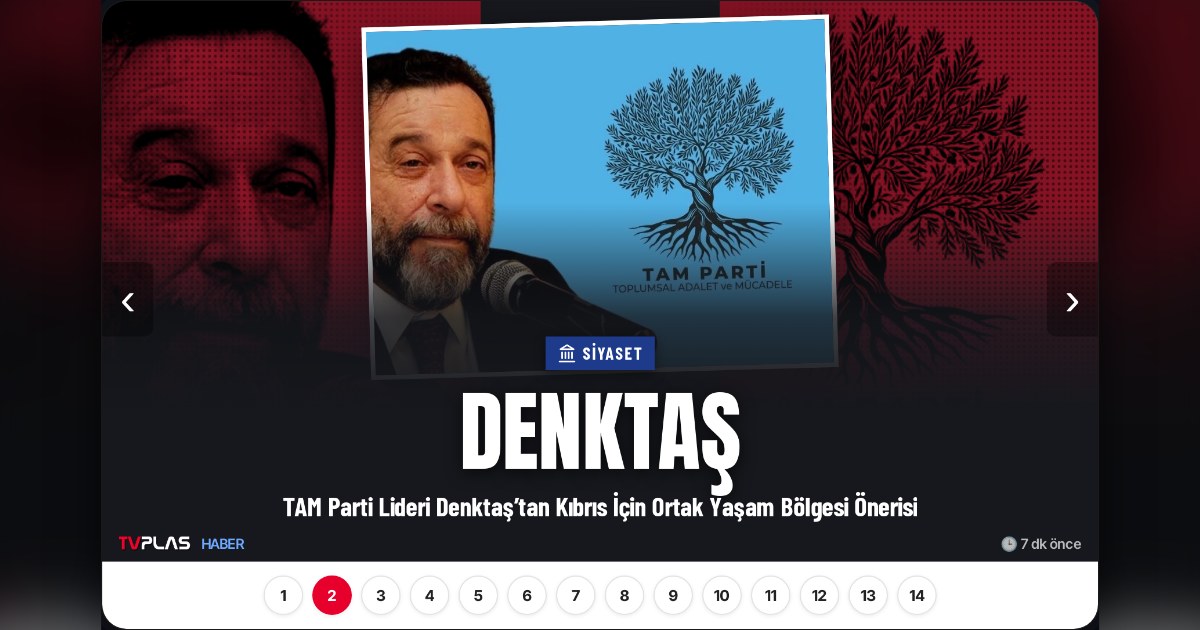 TAM PARTİ
TOPLUMSAL ADALET ve MÜCADELE
SİYASET
DENKTAŞ
TAM Parti Lideri Denktaş’tan Kıbrıs İçin Ortak Yaşam Bölgesi Önerisi
TVPLAS HABER
7 dk önce
1 2 3 4 5 6 7 8 9 10 11 12 13 14